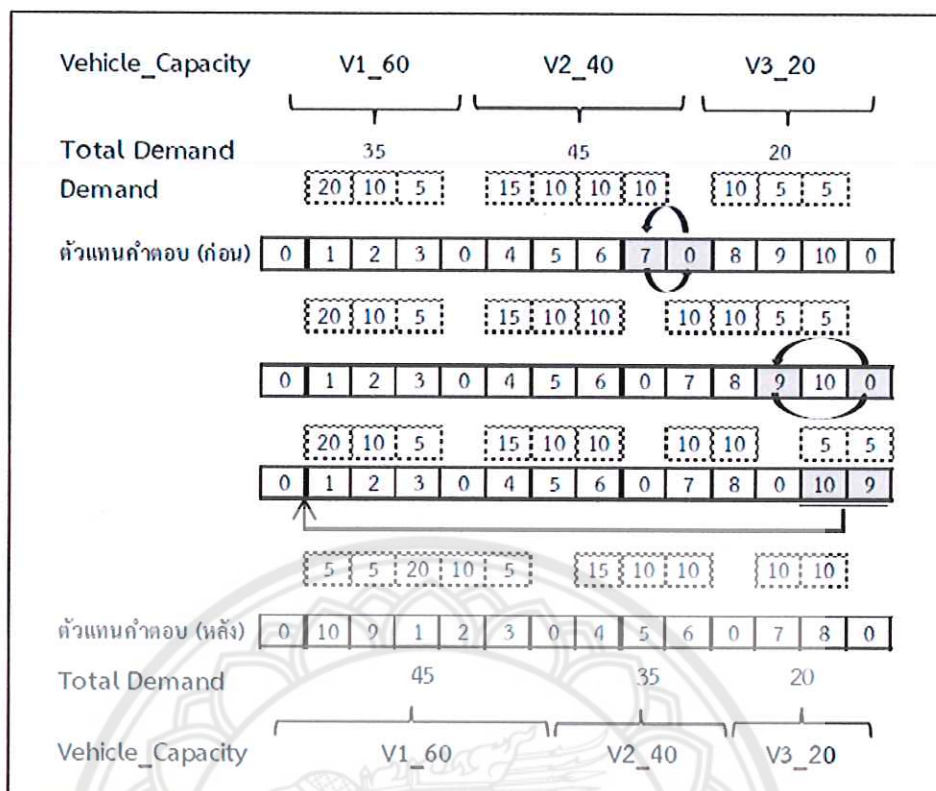 Vehicle_Capacity V1_60 V2_40 V3_20
Total Demand 35 45 20
Demand 20 10 5 15 10 10 10 10 5 5
ตัวแทนคำตอบ (ก่อน) 0 1 2 3 0 4 5 6 7 0 8 9 10 0
20 10 5 15 10 10 10 10 5 5
0 1 2 3 0 4 5 6 0 7 8 9 10 0
20 10 5 15 10 10 10 10 5 5
0 1 2 3 0 4 5 6 0 7 8 0 10 9
5 5 20 10 5 15 10 10 10 10
ตัวแทนคำตอบ (หลัง) 0 10 9 1 2 3 0 4 5 6 0 7 8 0
Total Demand 45 35 20
Vehicle_Capacity V1_60 V2_40 V3_20